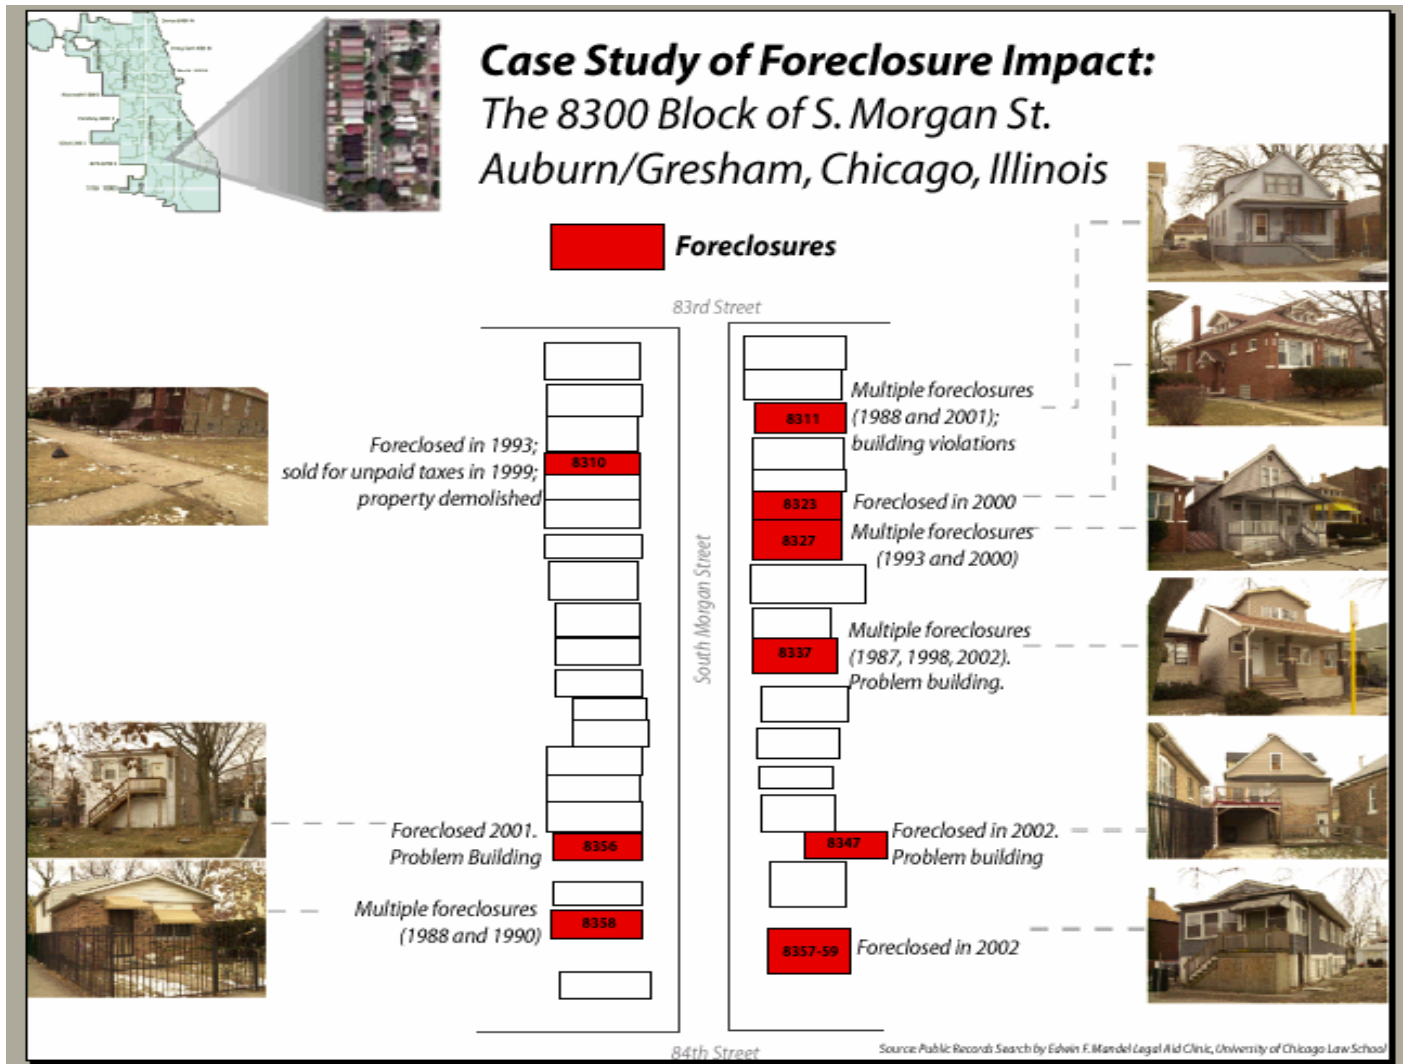 Case Study of Foreclosure Impact:
The 8300 Block of S. Morgan St.
Auburn/Gresham, Chicago, Illinois
Foreclosures
83rd Street
Multiple foreclosures
(1988 and 2001);
building violations
8311
Foreclosed in 1993;
sold for unpaid taxes in 1999;
property demolished
8310
8323
Foreclosed in 2000
8327
Multiple foreclosures
(1993 and 2000)
South Morgan Street
8337
Multiple foreclosures
(1987, 1998, 2002).
Problem building.
Foreclosed 2001.
Problem Building
8356
8347
Foreclosed in 2002.
Problem building
Multiple foreclosures
(1988 and 1990)
8358
8357-59
Foreclosed in 2002
84th Street
Source: Public Records Search by Edwin F. Mandel Legal Aid Clinic, University of Chicago Law School